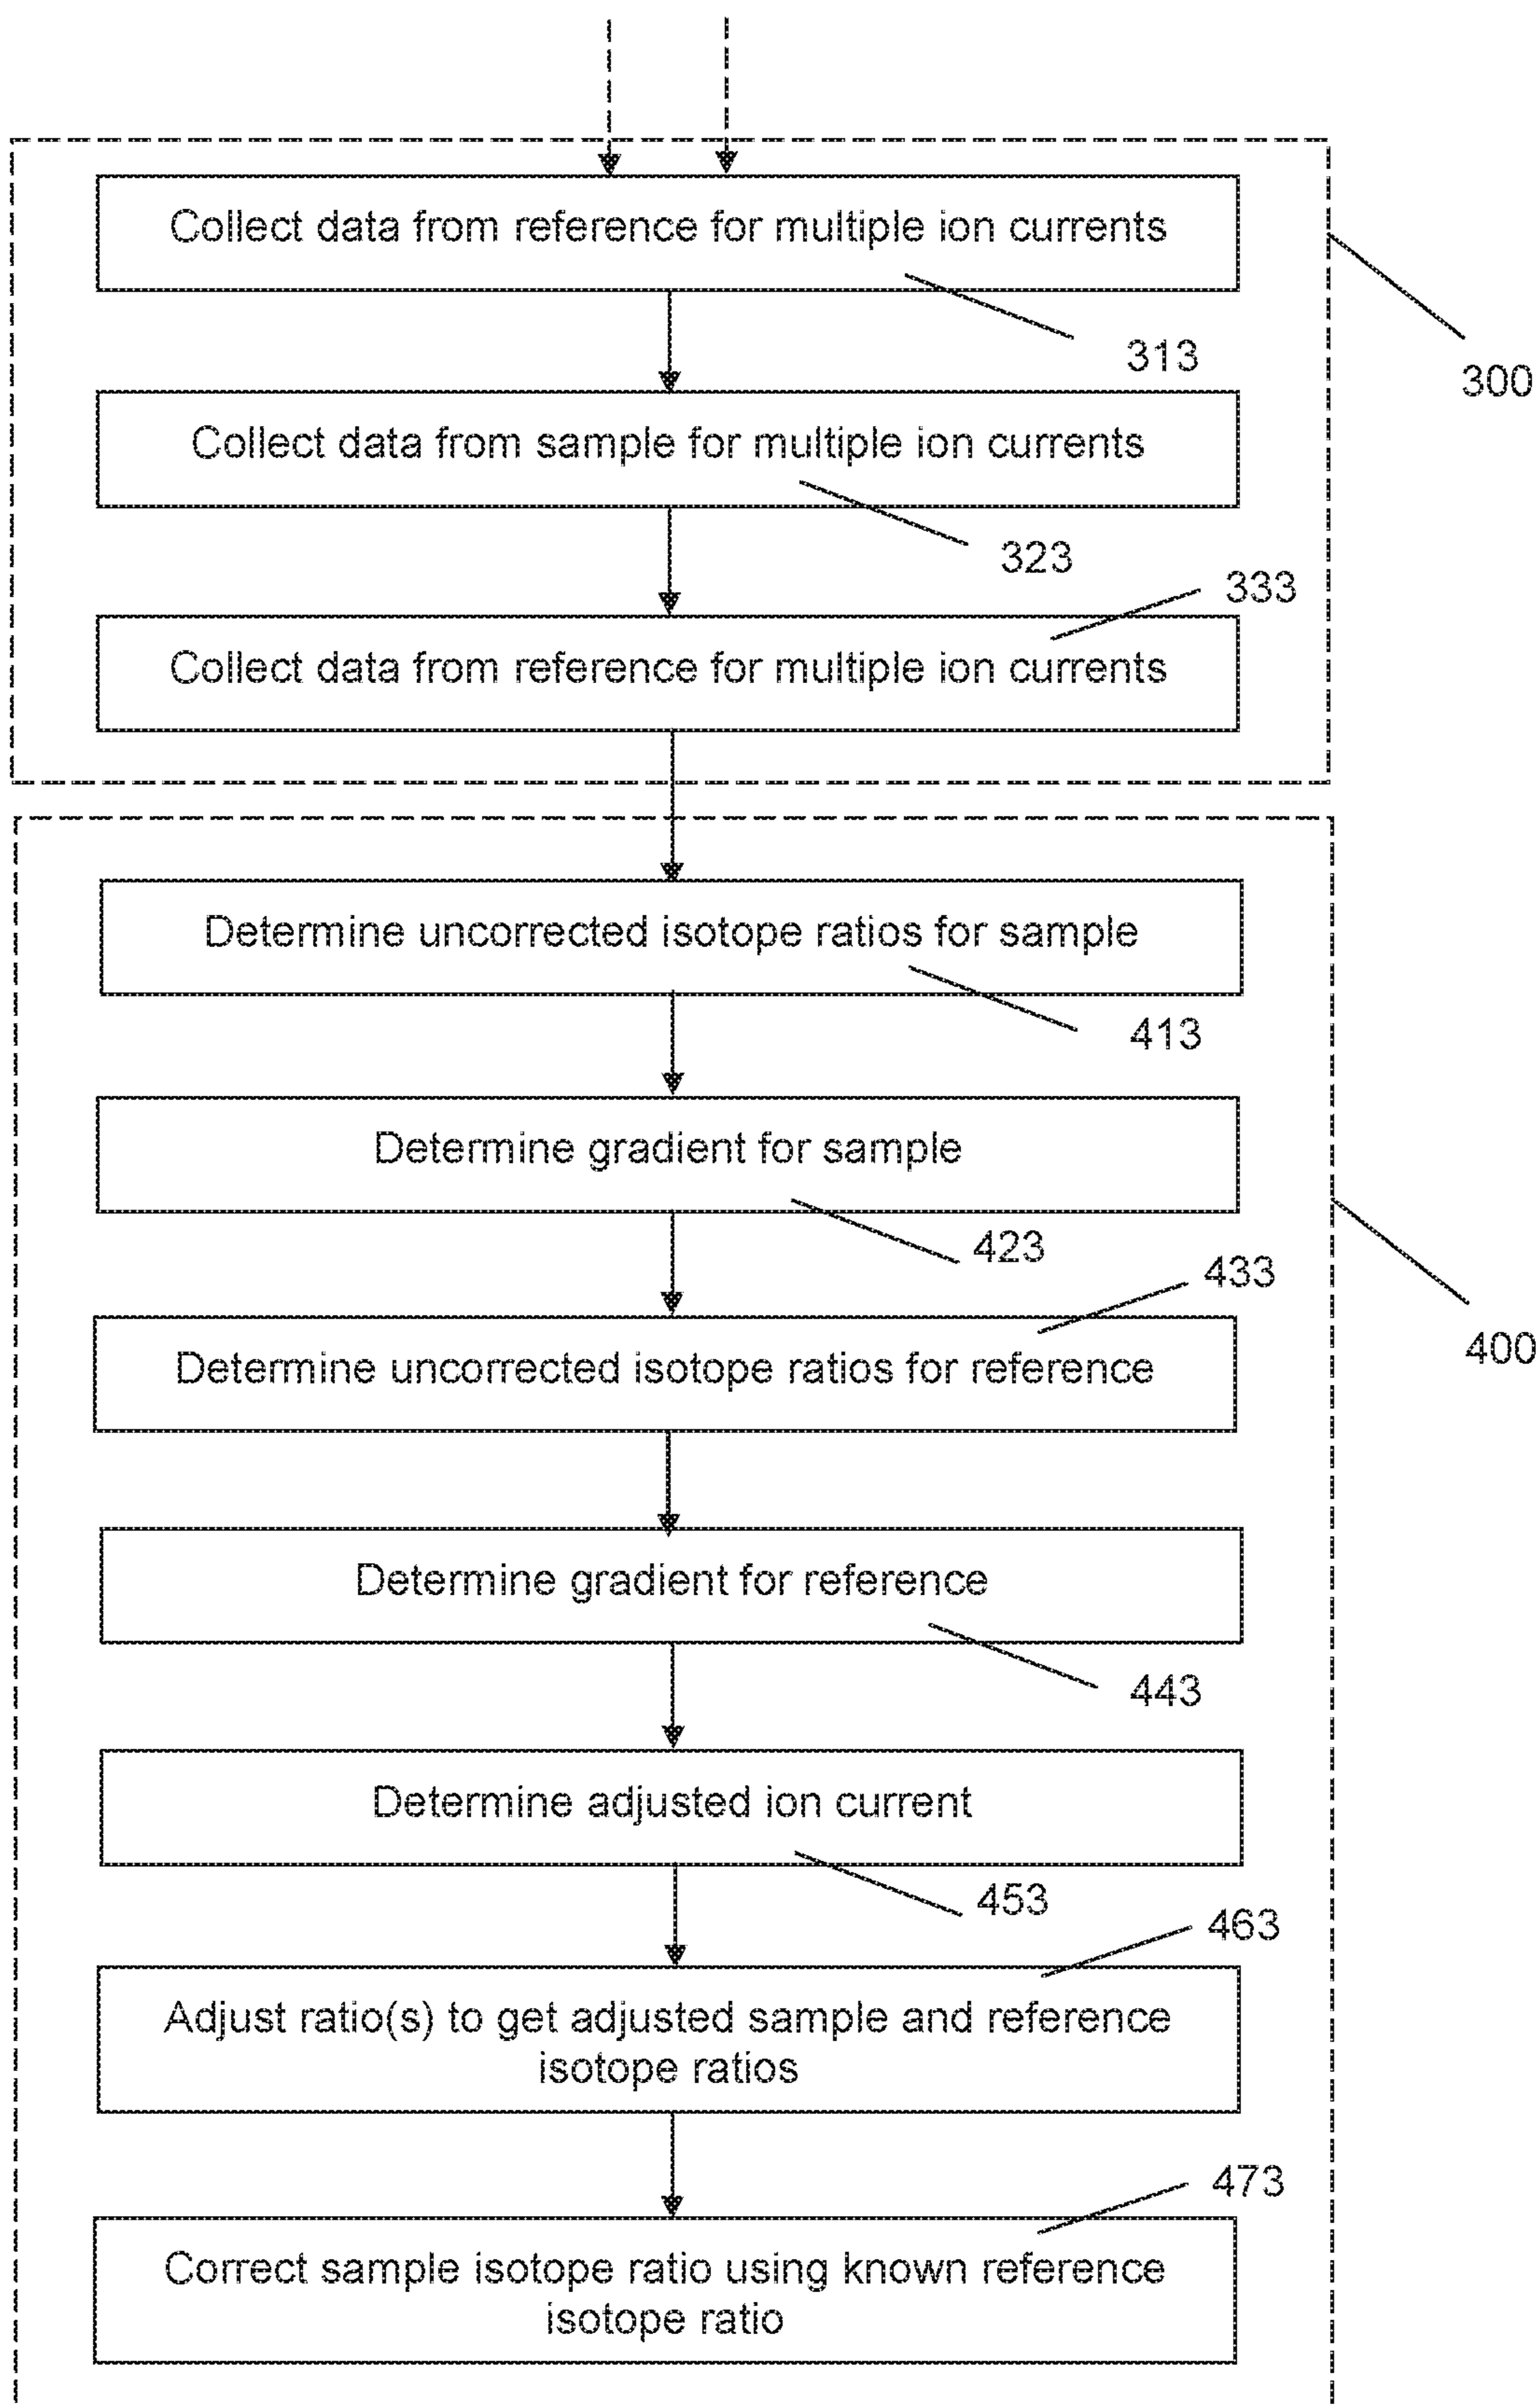 Collect data from reference for multiple ion currents
313
300
Collect data from sample for multiple ion currents
323
333
Collect data from reference for multiple ion currents
Determine uncorrected isotope ratios for sample
413
Determine gradient for sample
423
433
400
Determine uncorrected isotope ratios for reference
Determine gradient for reference
443
Determine adjusted ion current
453
463
Adjust ratio(s) to get adjusted sample and reference
isotope ratios
473
Correct sample isotope ratio using known reference
isotope ratio